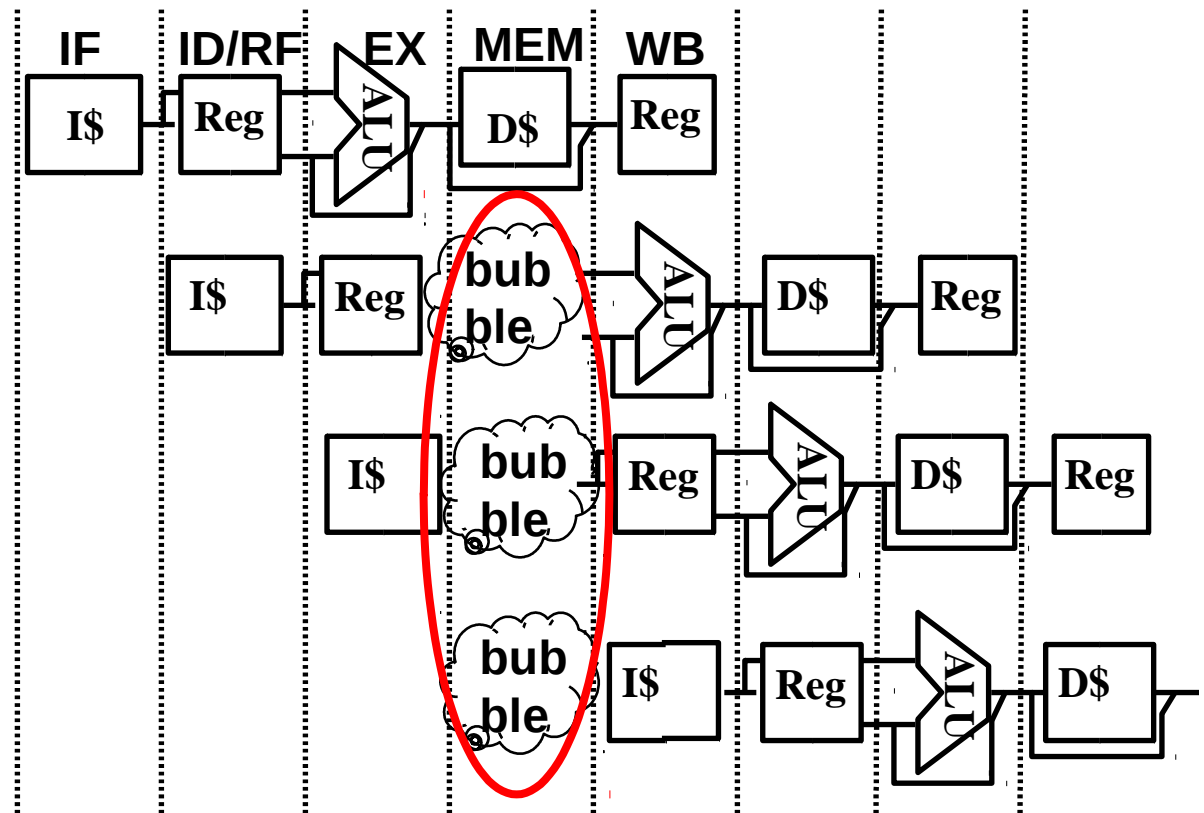 IF ID/RF EX MEM WB
I$ Reg ALU D$ Reg
I$ Reg bub ALU D$ Reg
ble
I$ bub Reg ALU D$ Reg
ble
bub I$ Reg ALU D$
ble